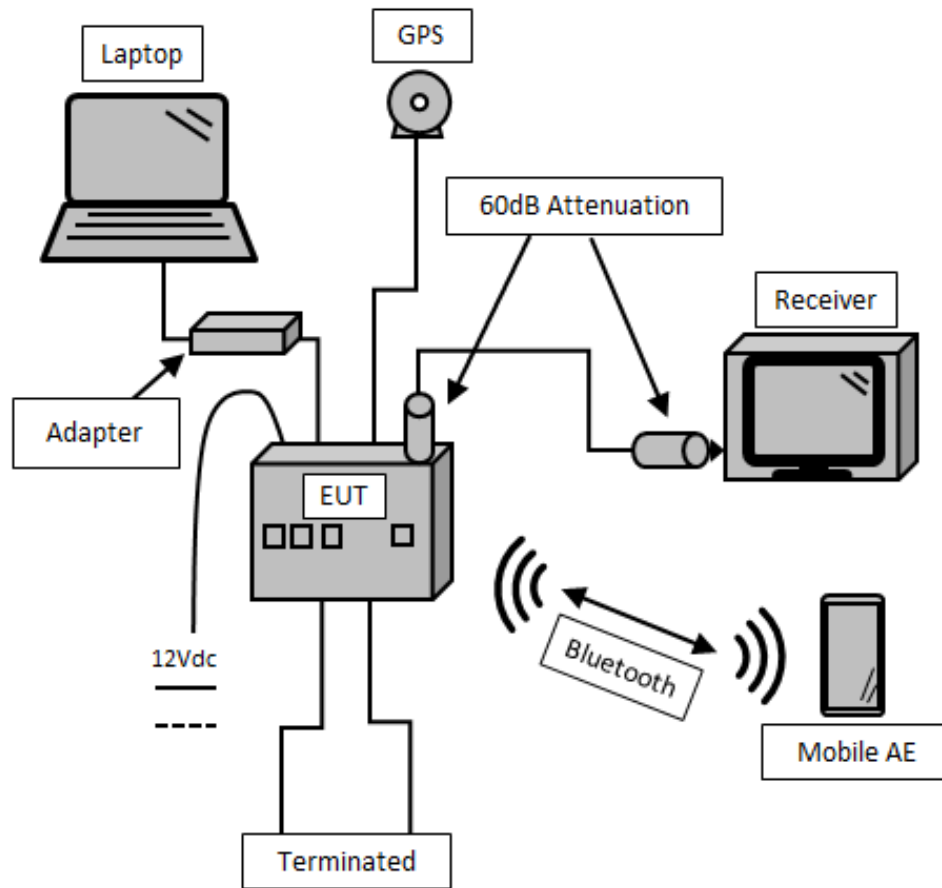 GPS
Laptop
60dB Attenuation
Receiver
Adapter
EUT
12Vdc
Bluetooth
Mobile AE
Terminated